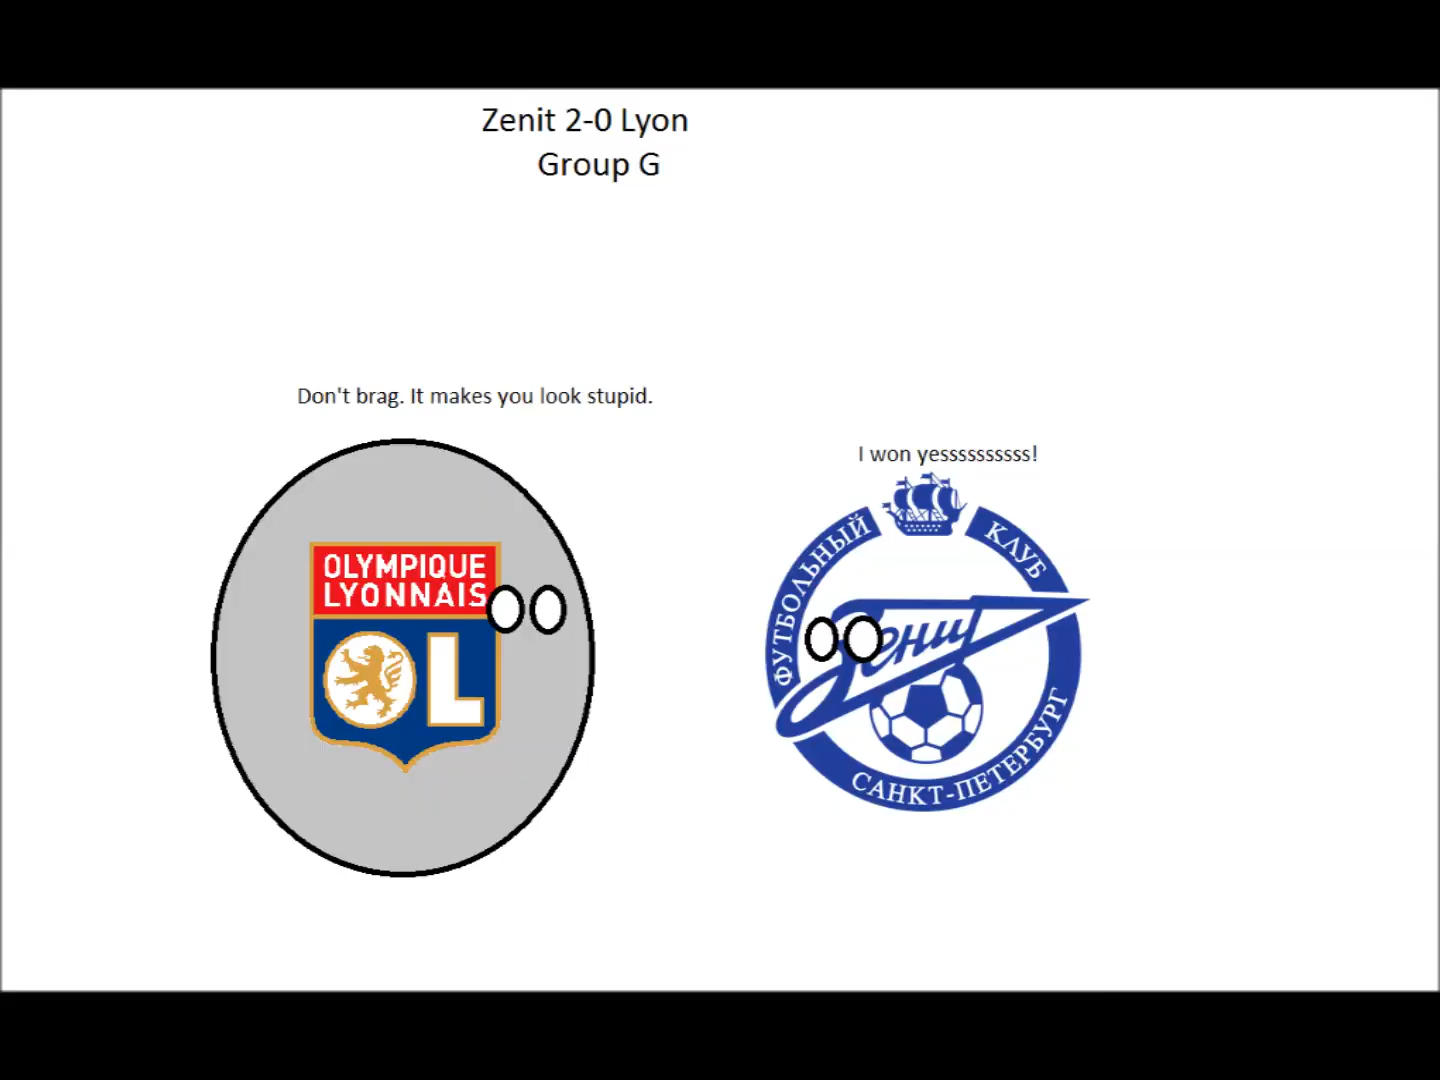 Zenit 2-0 Lyon
Group G
Don't brag. It makes you look stupid.
I won yesssssssssss!
OLYMPIQUE
LYONNAIS
OL
ФУТБОЛЬНЫЙ
КЛУБ
Зенит
САНКТ-ПЕТЕРБУРГ